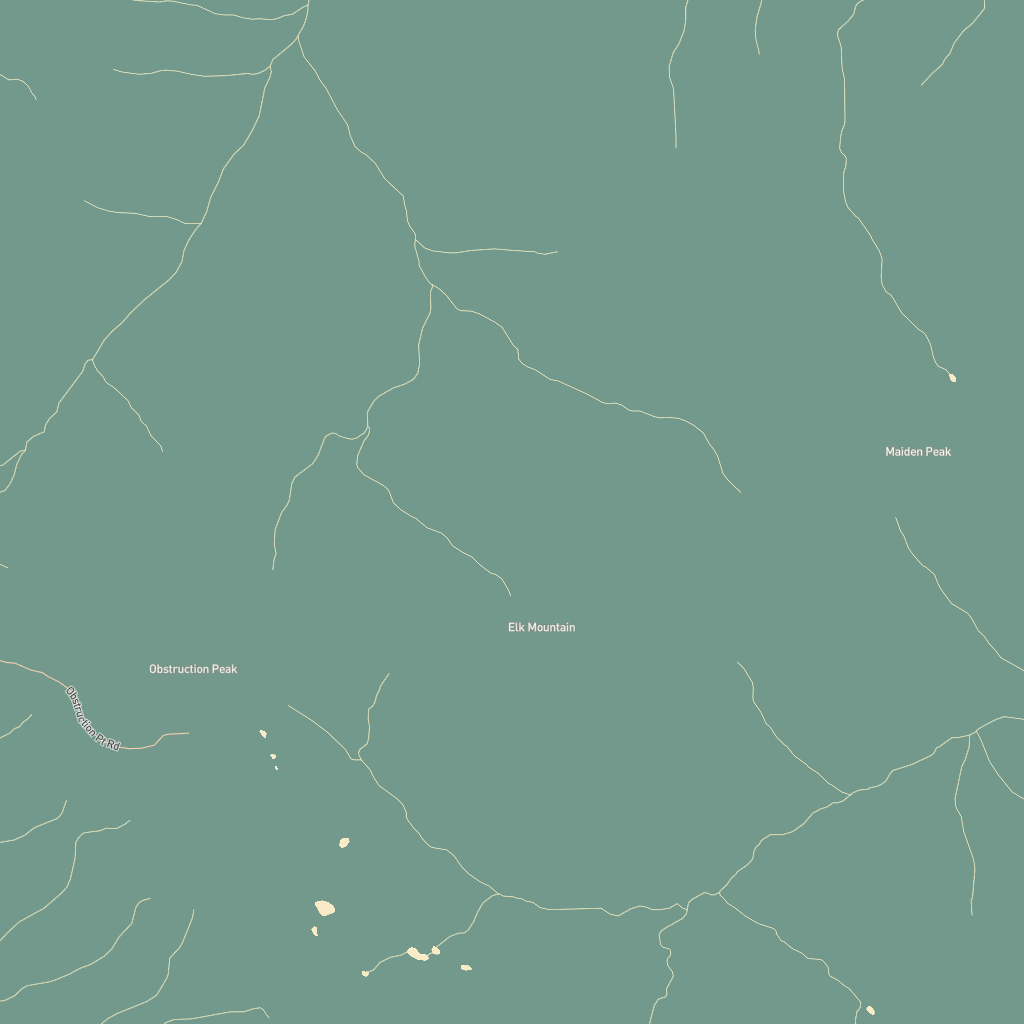 Maiden Peak
Elk Mountain
Obstruction Peak
Obstruction Pt Rd